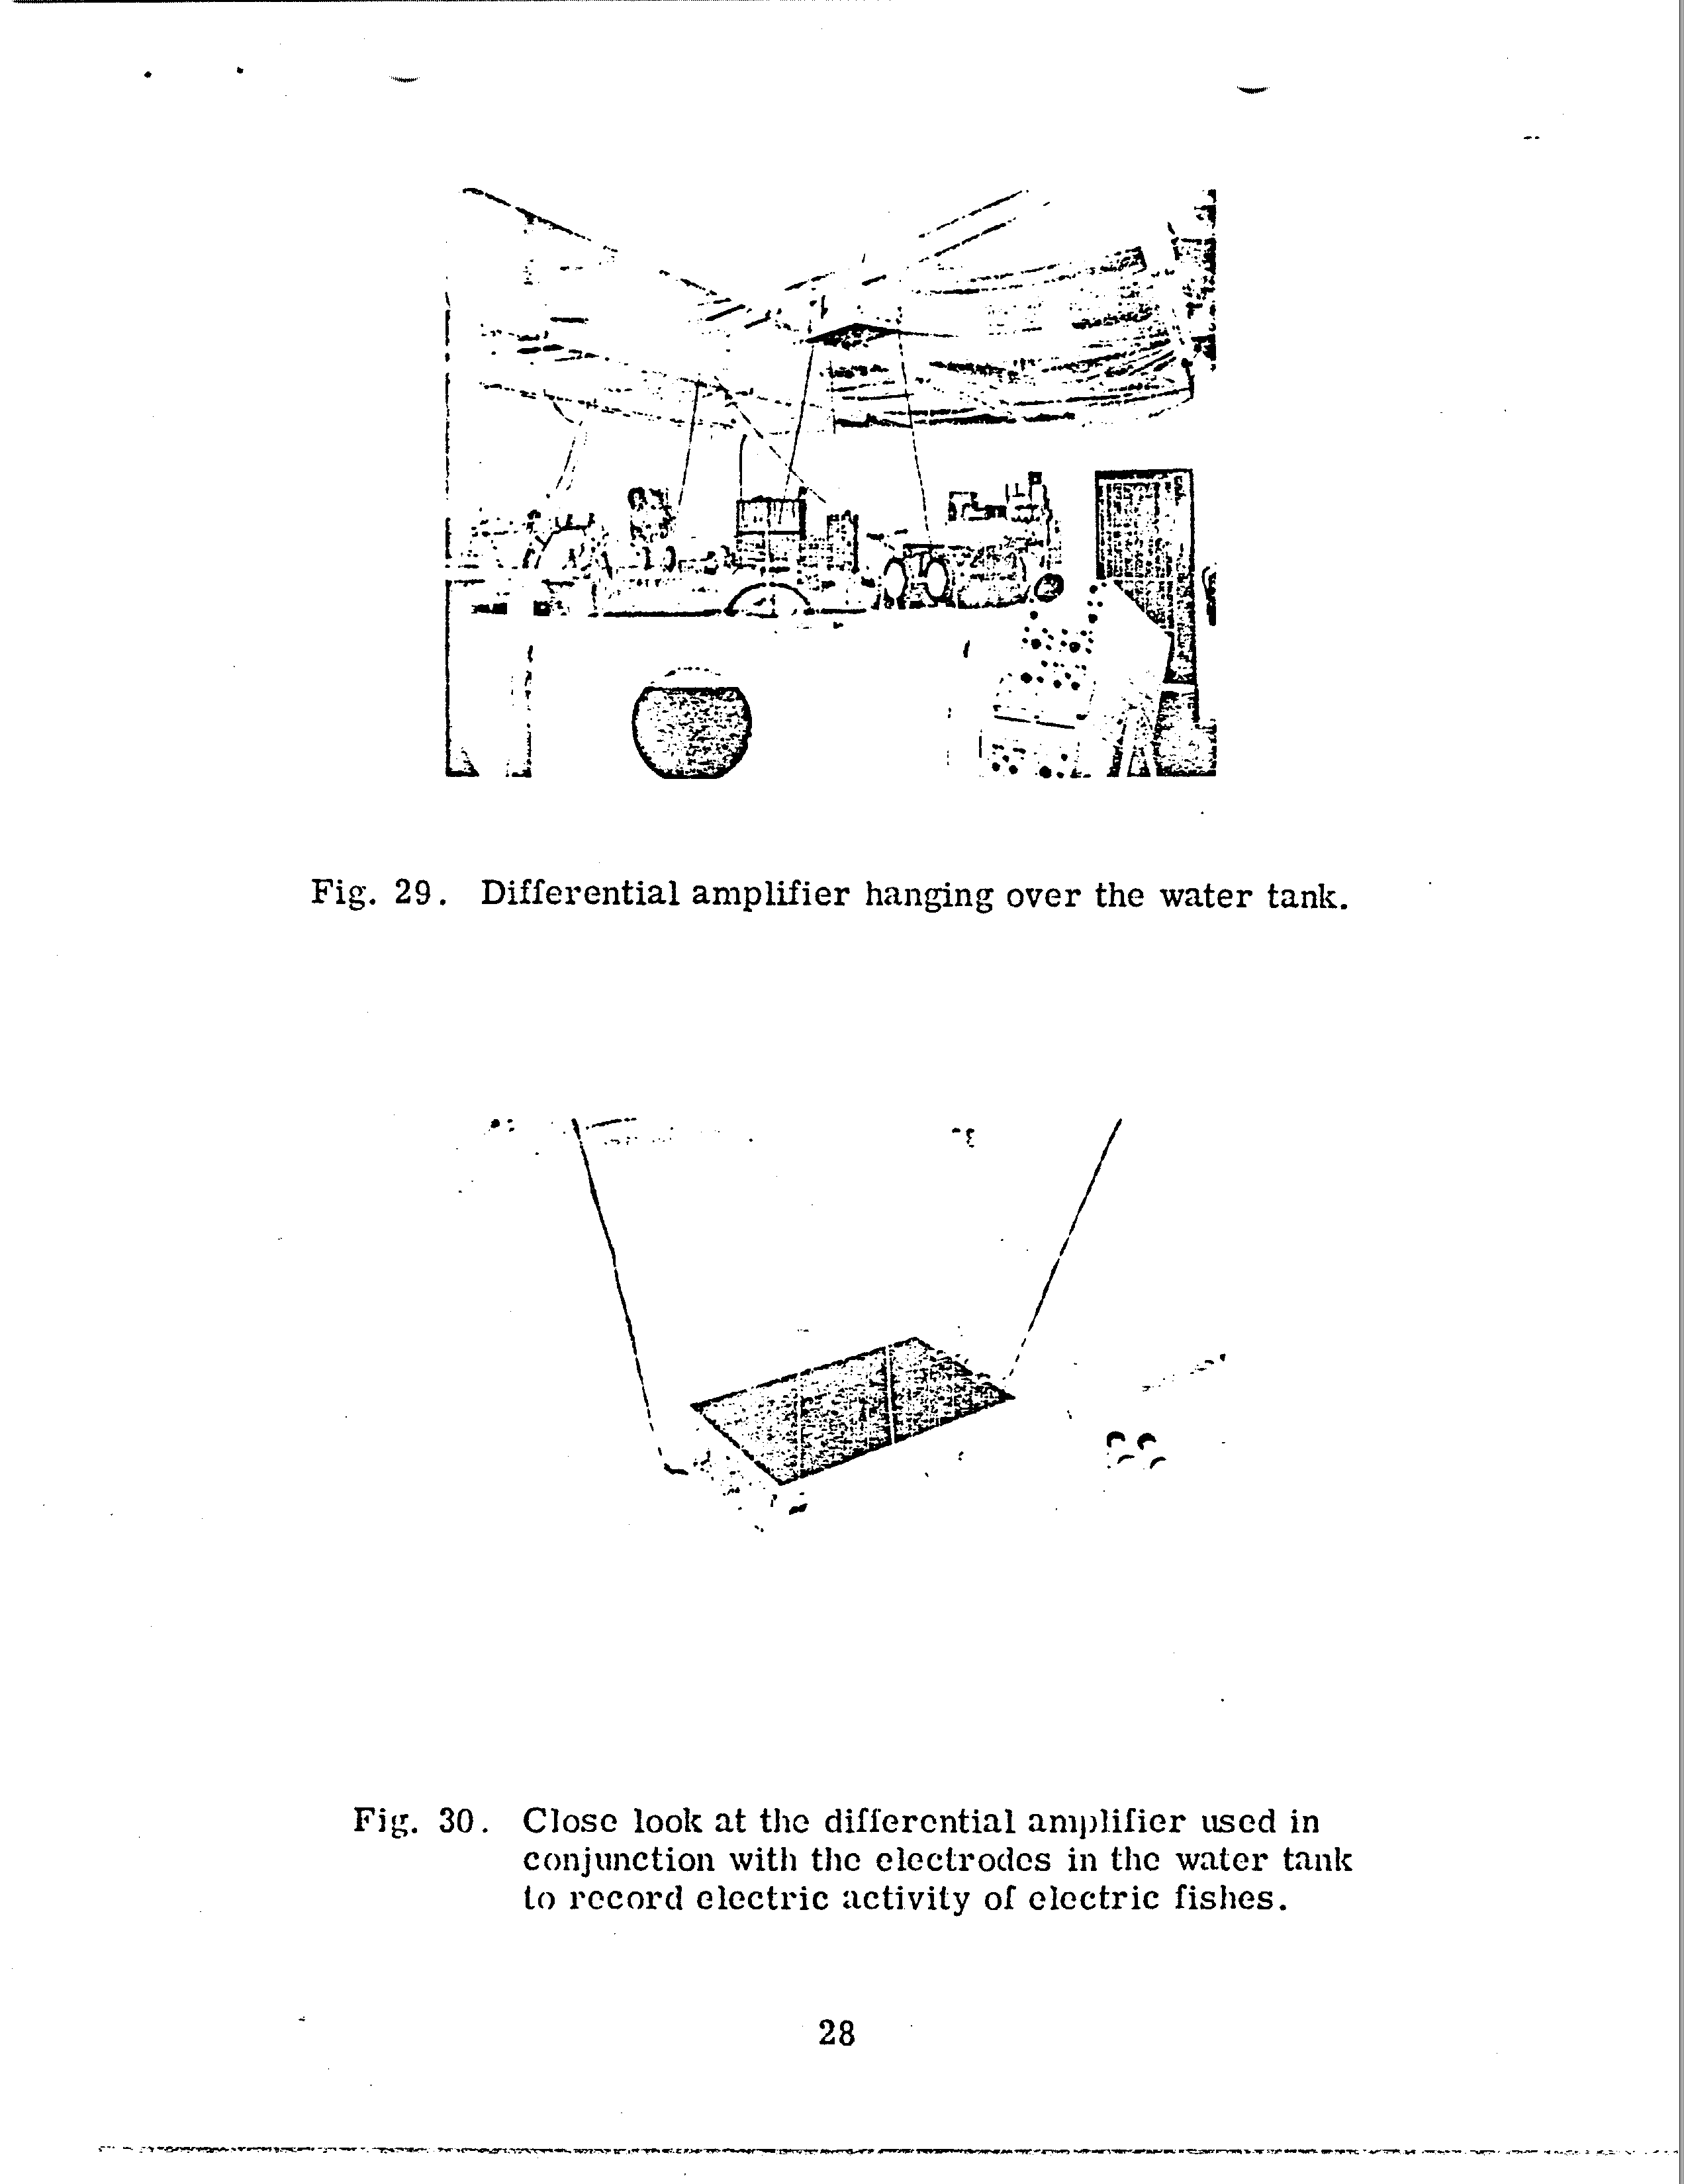 Fig. 29. Differential amplifier hanging over the water tank.
Fig. 30. Close look at the differential amplifier used in
conjunction with the electrodes in the water tank
to record electric activity of electric fishes.
28